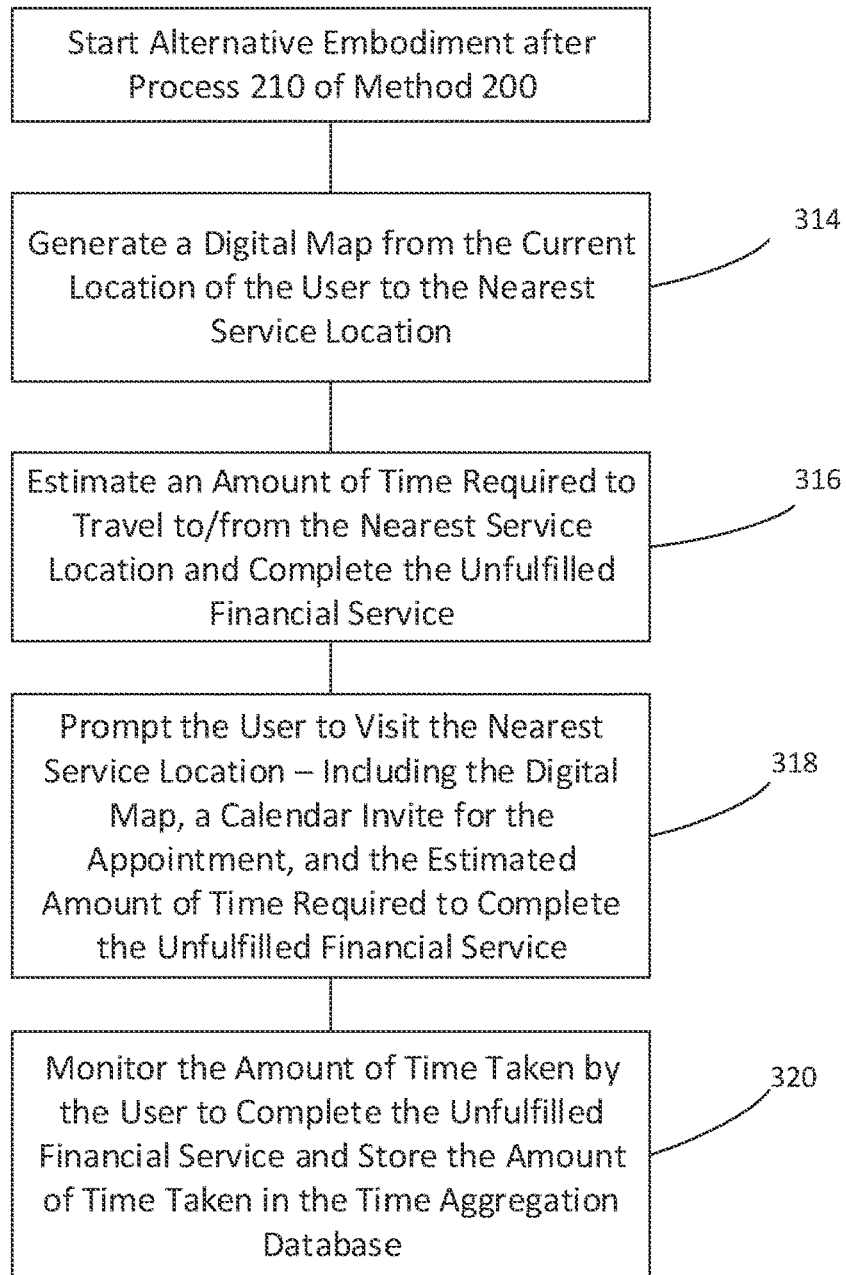 Start Alternative Embodiment after
Process 210 of Method 200
314
Generate a Digital Map from the Current
Location of the User to the Nearest
Service Location
316
Estimate an Amount of Time Required to
Travel to/from the Nearest Service
Location and Complete the Unfulfilled
Financial Service
318
Prompt the User to Visit the Nearest
Service Location – Including the Digital
Map, a Calendar Invite for the
Appointment, and the Estimated
Amount of Time Required to Complete
the Unfulfilled Financial Service
320
Monitor the Amount of Time Taken by
the User to Complete the Unfulfilled
Financial Service and Store the Amount
of Time Taken in the Time Aggregation
Database